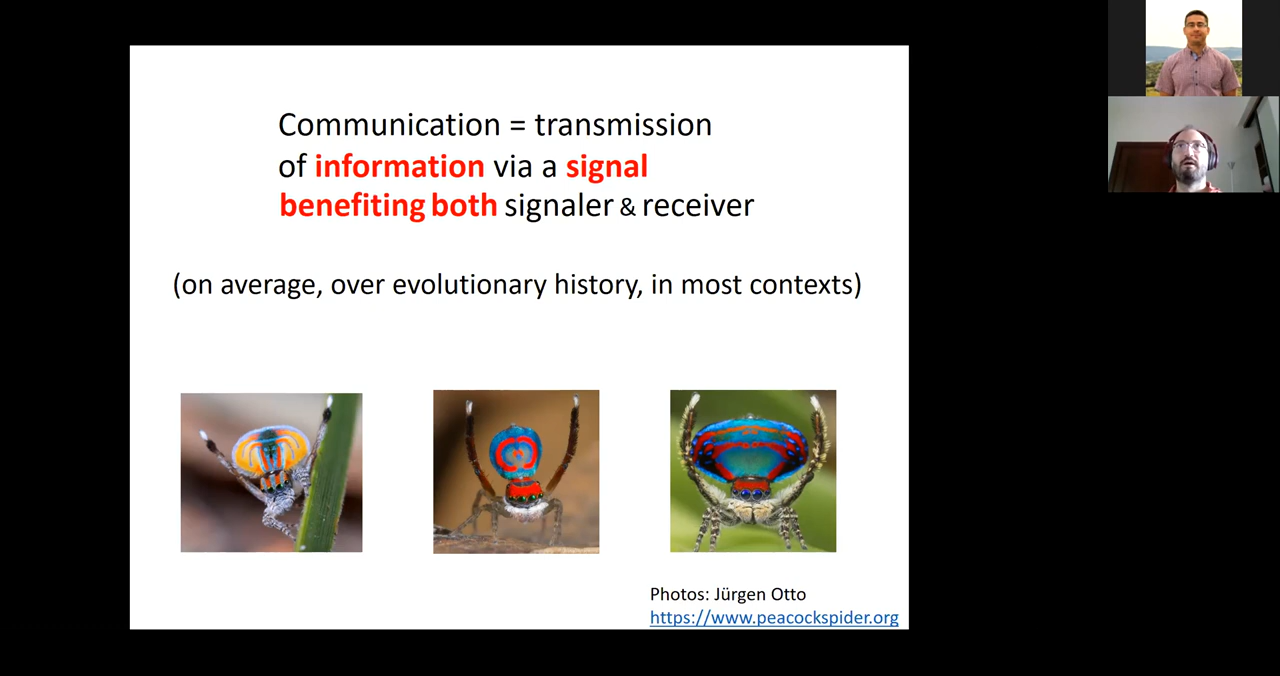 Communication = transmission
of information via a signal
benefiting both signaler & receiver
(on average, over evolutionary history, in most contexts)
Photos: Jürgen Otto
https://www.peacockspider.org